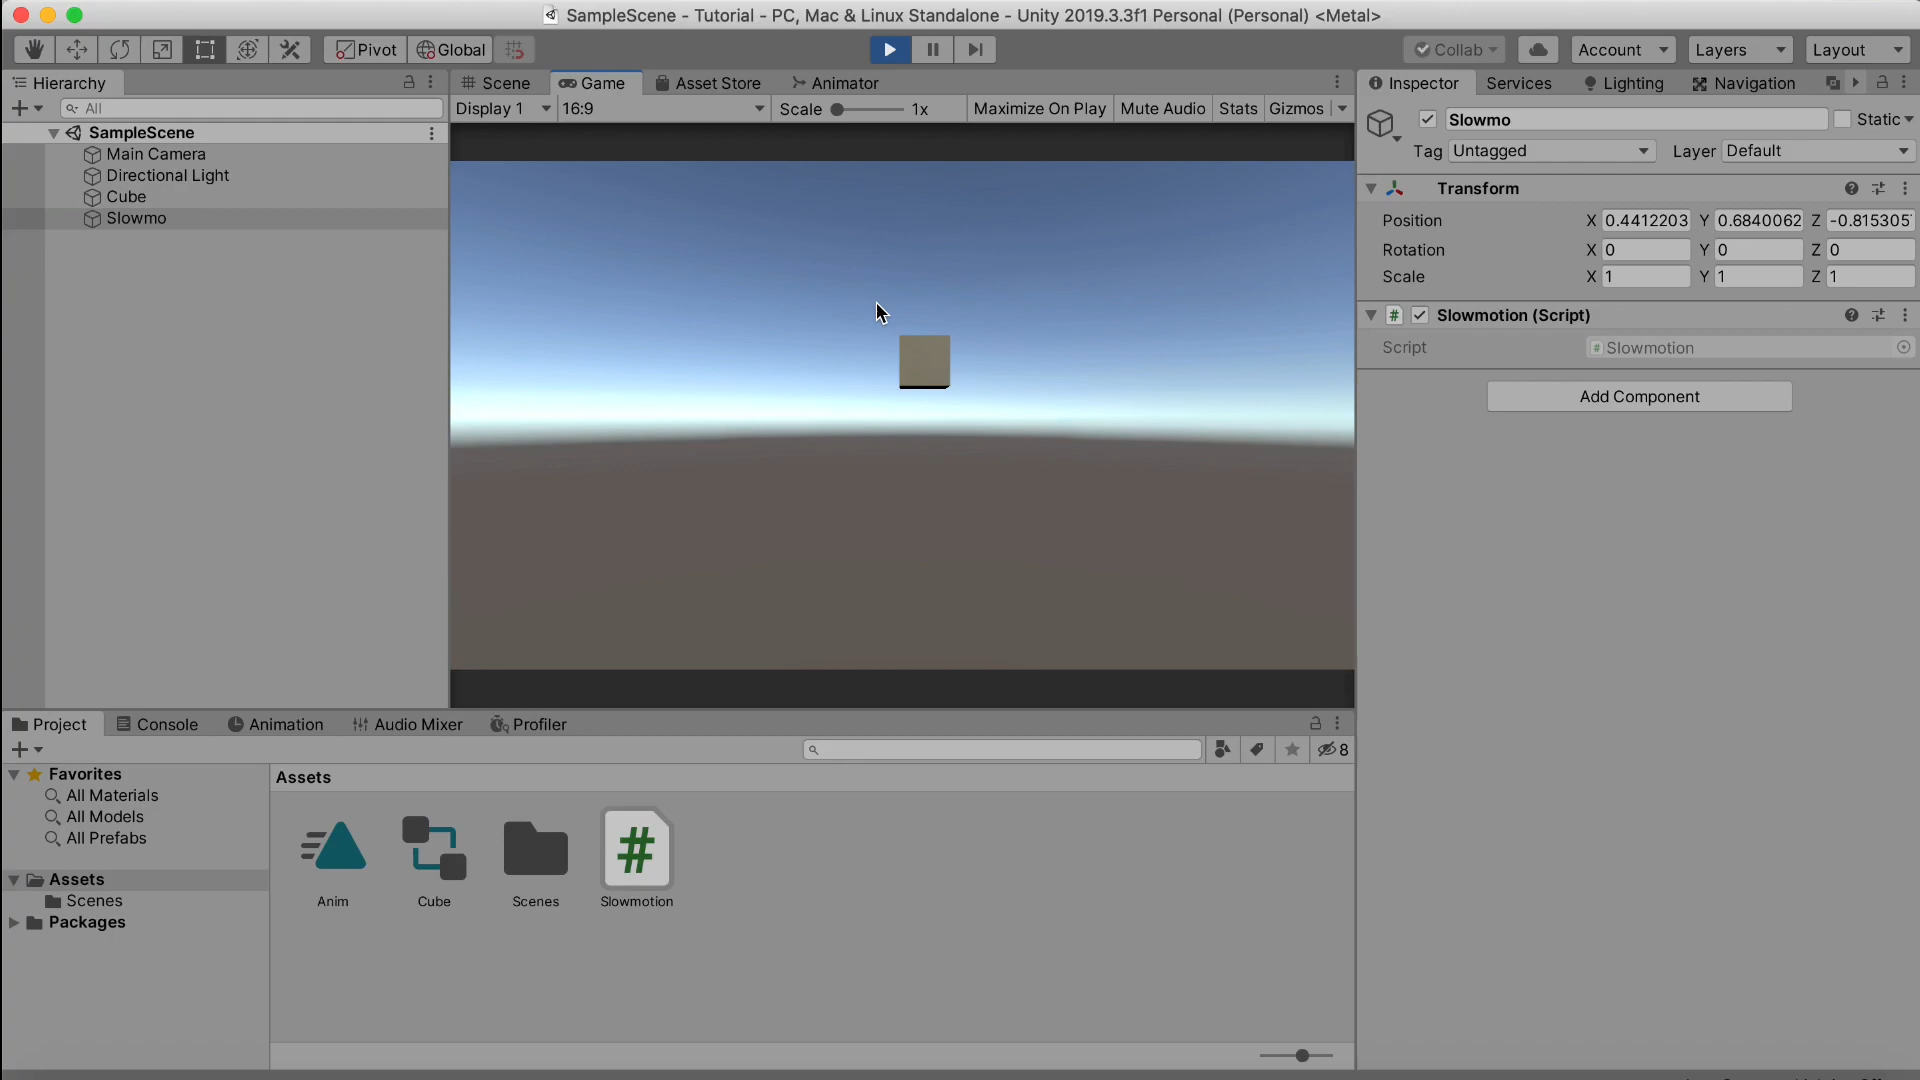 SampleScene - Tutorial - PC, Mac & Linux Standalone - Unity 2019.3.3f1 Personal (Personal) <Metal>
Pivot Global Collab Account Layers Layout
Hierarchy
All
SampleScene
Main Camera
Directional Light
Cube
Slowmo
Scene Game Asset Store Animator
Display 1 16:9 Scale 1x Maximize On Play Mute Audio Stats Gizmos
Inspector Services Lighting Navigation
Slowmo Static
Tag Untagged Layer Default
Transform
Position X 0.4412203 Y 0.6840062 Z -0.815305
Rotation X 0 Y 0 Z 0
Scale X 1 Y 1 Z 1
# Slowmotion (Script)
Script # Slowmotion
Add Component
Project Console Animation Audio Mixer Profiler
8
Favorites
All Materials
All Models
All Prefabs
Assets
Scenes
Packages
Assets
#
Anim Cube Scenes Slowmotion